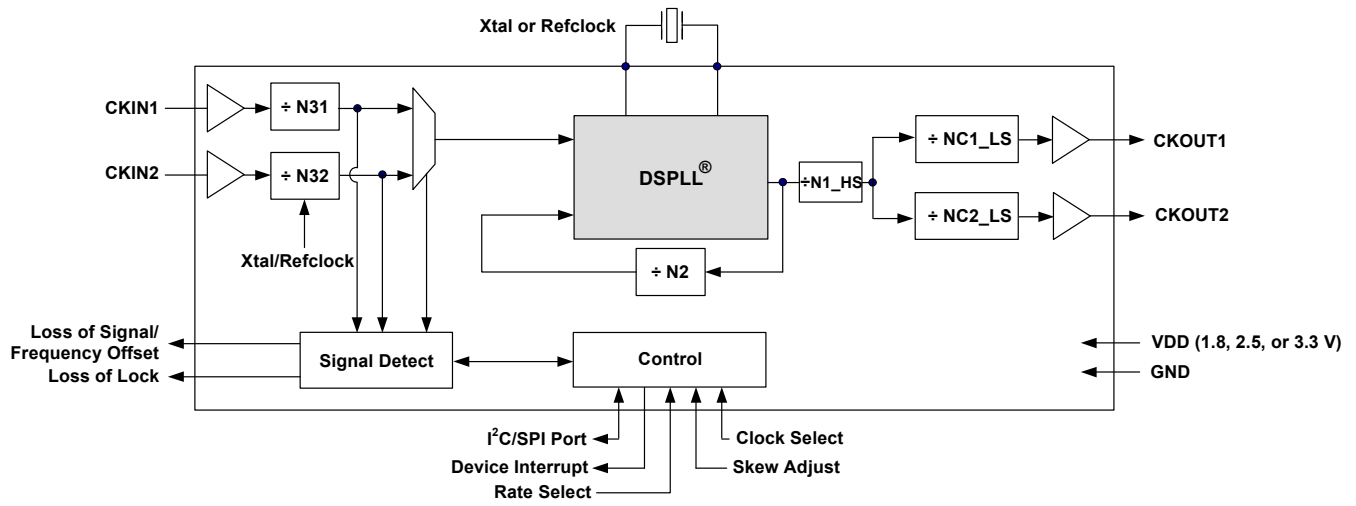 Xtal or Refclock
CKIN1
÷ N31
CKIN2
÷ N32
Xtal/Refclock
DSPLL®
÷N1_HS
÷ NC1_LS
CKOUT1
÷ NC2_LS
CKOUT2
÷ N2
Loss of Signal/
Frequency Offset
Loss of Lock
Signal Detect
Control
VDD (1.8, 2.5, or 3.3 V)
GND
I²C/SPI Port
Device Interrupt
Rate Select
Clock Select
Skew Adjust